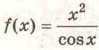 f(x) = x² / cos x